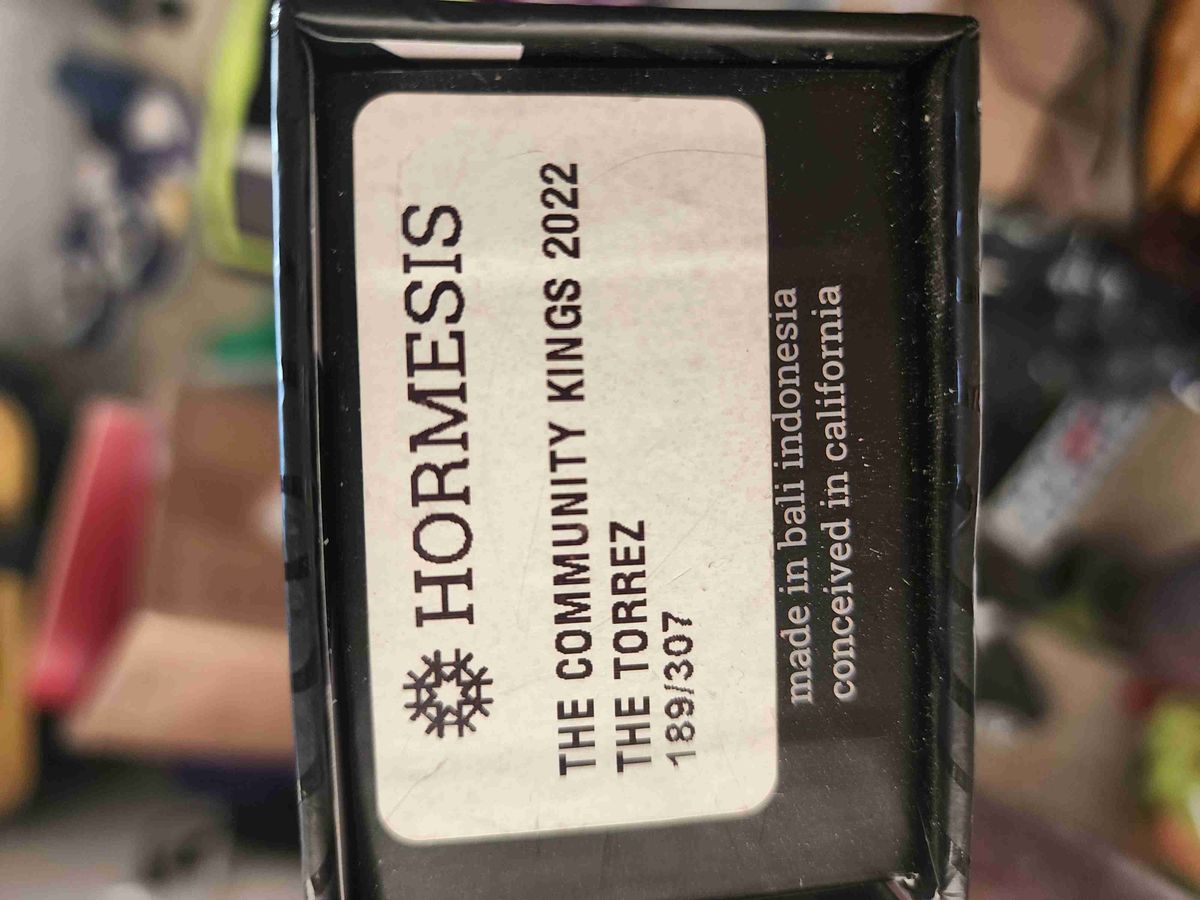 HORMESIS
THE COMMUNITY KINGS 2022
THE TORREZ
189/307
made in bali indonesia
conceived in california